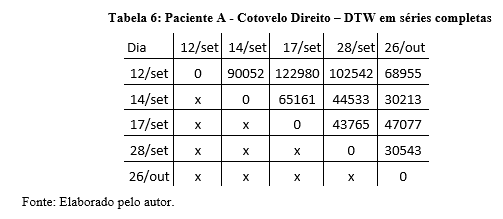 Tabela 6: Paciente A - Cotovelo Direito – DTW em séries completas
Dia 12/set 14/set 17/set 28/set 26/out
12/set 0 90052 122980 102542 68955
14/set x 0 65161 44533 30213
17/set x x 0 43765 47077
28/set x x x 0 30543
26/out x x x x 0
Fonte: Elaborado pelo autor.